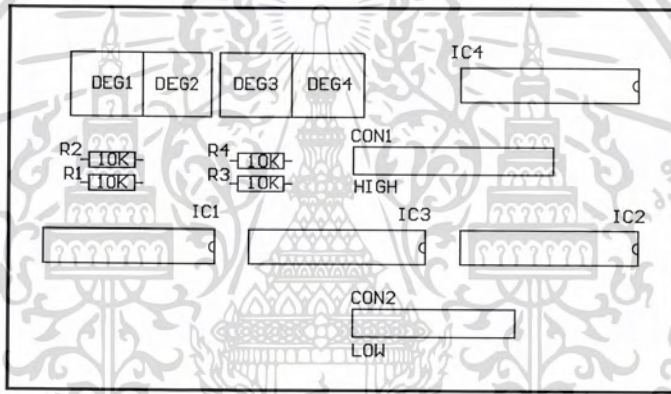 IC4
DEG1 DEG2 DEG3 DEG4
CON1
R2 10K R4 10K
R1 10K R3 10K
HIGH
IC1 IC3 IC2
CON2
LOW